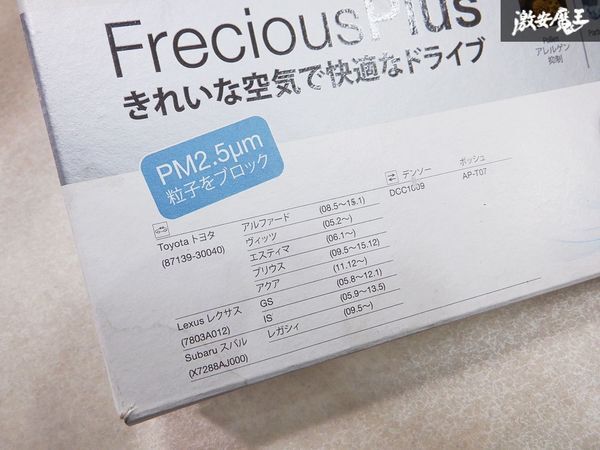 激安魔王
FreciousPlus
きれいな空気で快適なドライブ
アレルゲン
抑制
PM2.5µm
粒子をブロック
デンソー ボッシュ
DCC1009 AP-T07
Toyota トヨタ アルファード (08.5〜15.1)
(87139-30040) ヴィッツ (05.2〜)
エスティマ (06.1〜)
プリウス (09.5〜15.12)
アクア (11.12〜)
Lexus レクサス GS (05.8〜12.1)
(7803A012) IS (05.9〜13.5)
Subaru スバル レガシィ (09.5〜)
(X7288AJ000)